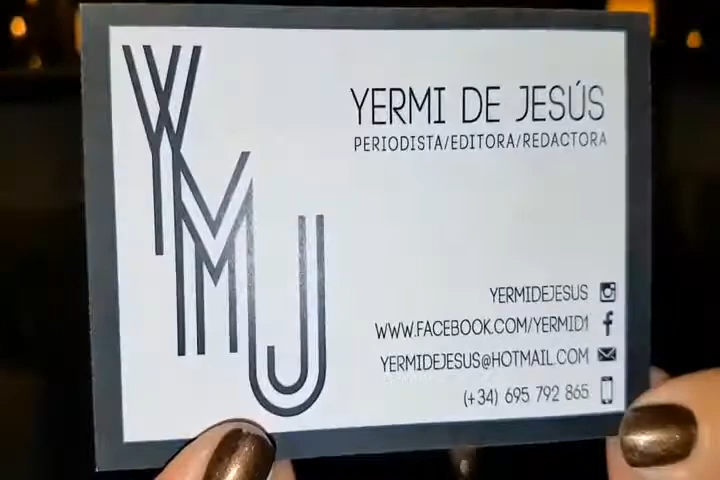 YMJ
YERMI DE JESÚS
PERIODISTA/EDITORA/REDACTORA
YERMIDEJESUS
WWW.FACEBOOK.COM/YERMID1
YERMIDEJESUS@HOTMAIL.COM
(+34) 695 792 865